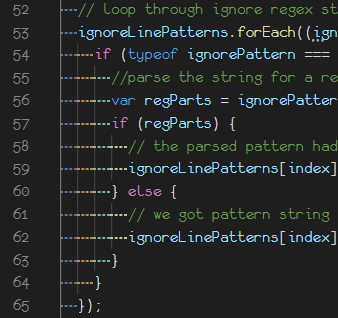 52 // loop through ignore regex st
53 ignoreLinePatterns.forEach((ign
54 if (typeof ignorePattern ===
55 //parse the string for a re
56 var regParts = ignorePatter
57 if (regParts) {
58 // the parsed pattern had
59 ignoreLinePatterns[index]
60 } else {
61 // we got pattern string
62 ignoreLinePatterns[index]
63 }
64 }
65 });